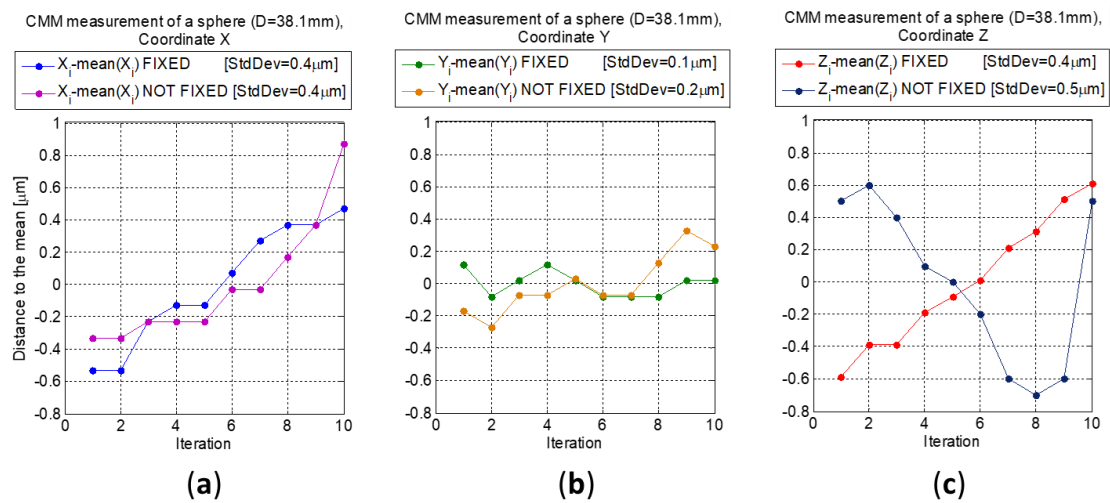 CMM measurement of a sphere (D=38.1mm),
Coordinate X
Xi-mean(Xi) FIXED [StdDev=0.4μm]
Xi-mean(Xi) NOT FIXED [StdDev=0.4μm]
1
0.8
0.6
0.4
0.2
0
-0.2
-0.4
-0.6
-0.8
Distance to the mean [μm]
0 2 4 6 8 10
Iteration
(a)
CMM measurement of a sphere (D=38.1mm),
Coordinate Y
Yi-mean(Yi) FIXED [StdDev=0.1μm]
Yi-mean(Yi) NOT FIXED [StdDev=0.2μm]
1
0.8
0.6
0.4
0.2
0
-0.2
-0.4
-0.6
-0.8
0 2 4 6 8 10
Iteration
(b)
CMM measurement of a sphere (D=38.1mm),
Coordinate Z
Zi-mean(Zi) FIXED [StdDev=0.4μm]
Zi-mean(Zi) NOT FIXED [StdDev=0.5μm]
1
0.8
0.6
0.4
0.2
0
-0.2
-0.4
-0.6
-0.8
0 2 4 6 8 10
Iteration
(c)